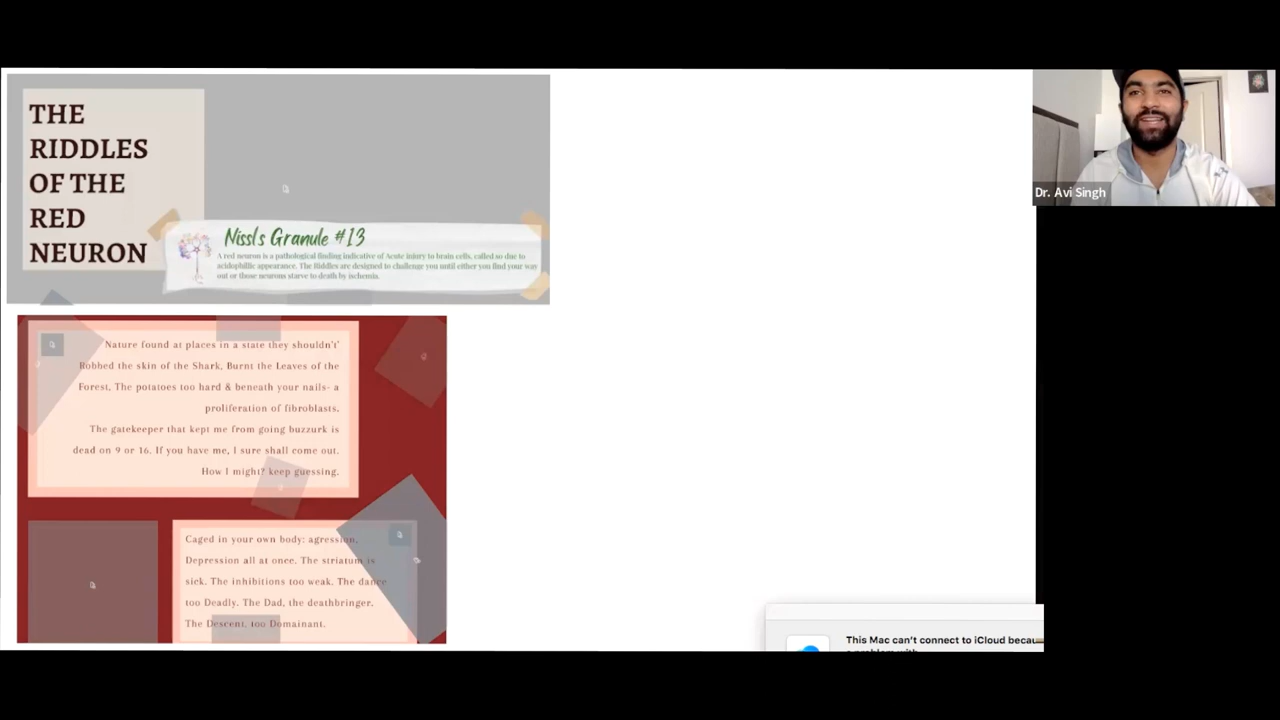 THE
RIDDLES
OF THE
RED
NEURON
Nissl's Granule #13
A red neuron is a pathological finding indicative of Acute injury to brain cells, called so due to
acidophillic appearance. The Riddles are designed to challenge you until either you find your way
out or those neurons starve to death by ischemia.
Nature found at places in a state they shouldn't'
Robbed the skin of the Shark, Burnt the Leaves of the
Forest, The potatoes too hard & beneath your nails- a
proliferation of fibroblasts.
The gatekeeper that kept me from going buzzurk is
dead on 9 or 16. If you have me, I sure shall come out.
How I might? keep guessing.
Caged in your own body: agression,
Depression all at once. The striatum is
sick. The inhibitions too weak. The dance
too Deadly. The Dad, the deathbringer.
The Descent, too Domainant.
Dr. Avi Singh
This Mac can't connect to iCloud becau
a problem with